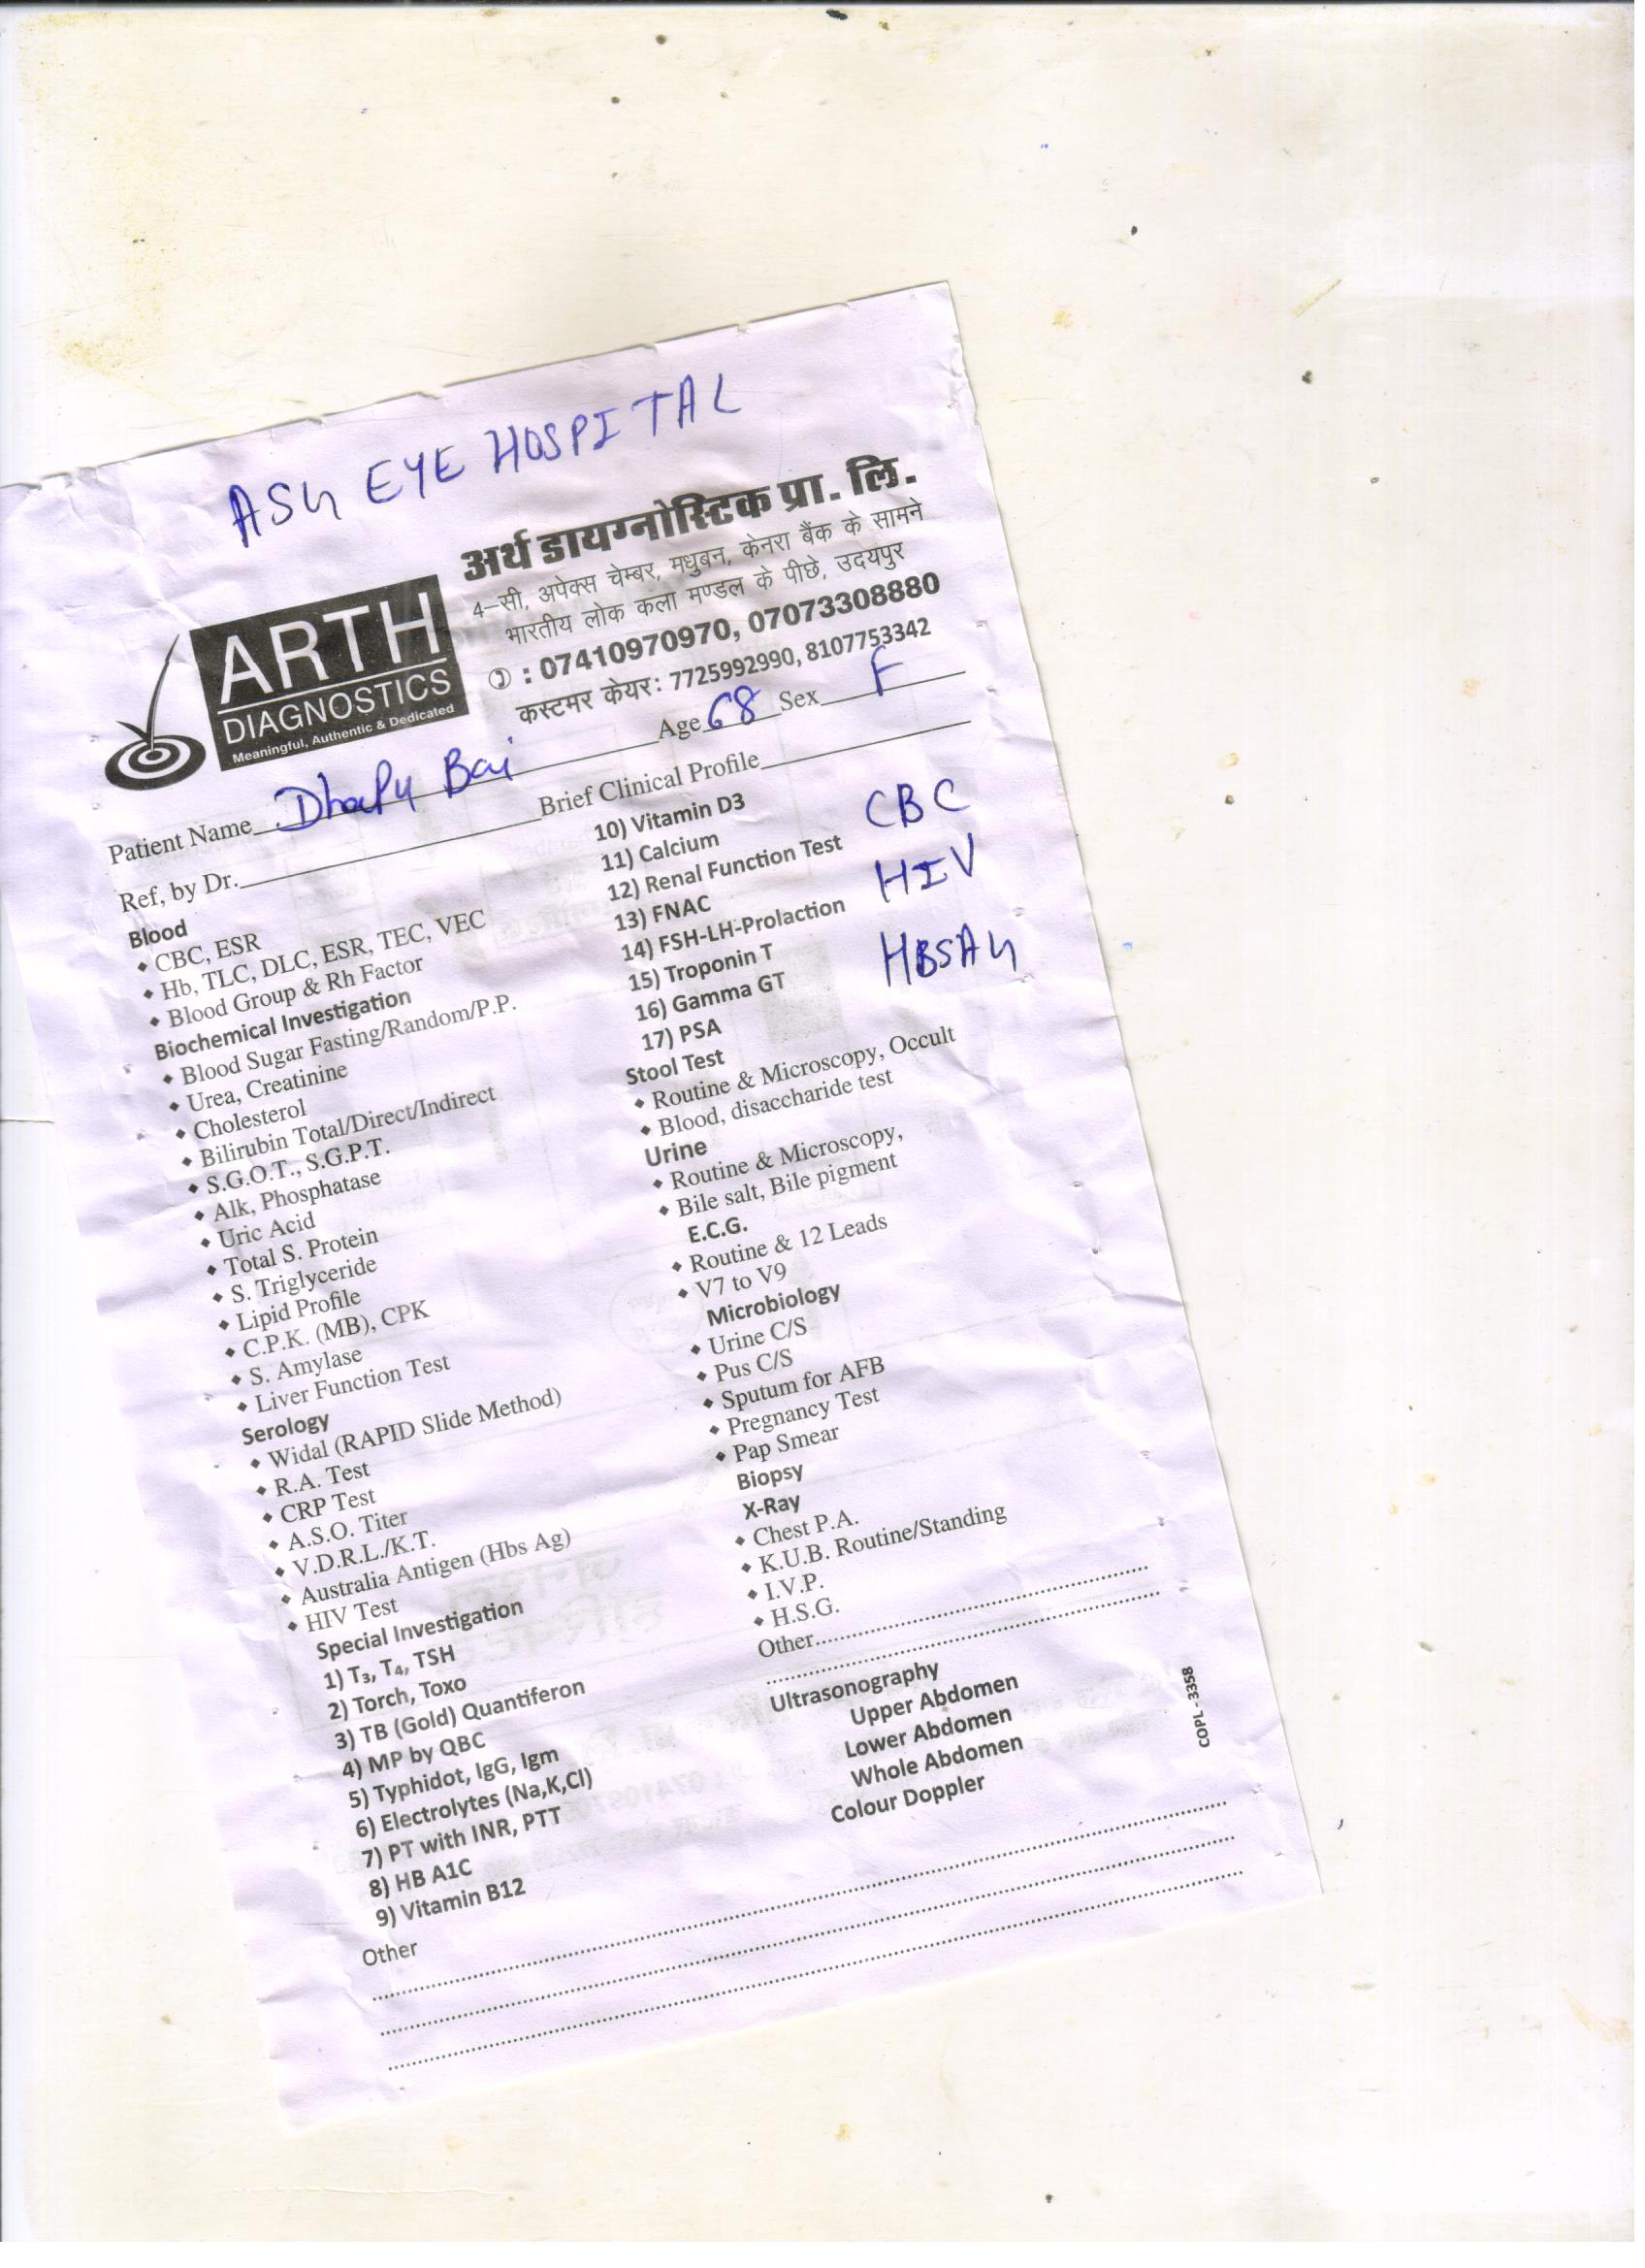 ASG EYE HOSPITAL
अर्थ डायग्नोस्टिक प्रा. लि.
4-सी, अपेक्स चेम्बर, मधुबन, केनरा बैंक के सामने
भारतीय लोक कला मण्डल के पीछे, उदयपुर
: 07410970970, 07073308880
कस्टमर केयर: 7725992990, 8107753342
ARTH
DIAGNOSTICS
Meaningful, Authentic & Dedicated
Patient Name Dhapu Bai Age 68 Sex F
Ref, by Dr. Brief Clinical Profile
Blood
CBC, ESR
Hb, TLC, DLC, ESR, TEC, VEC
Blood Group & Rh Factor
Biochemical Investigation
Blood Sugar Fasting/Random/P.P.
Urea, Creatinine
Cholesterol
Bilirubin Total/Direct/Indirect
S.G.O.T., S.G.P.T.
Alk, Phosphatase
Uric Acid
Total S. Protein
S. Triglyceride
Lipid Profile
C.P.K. (MB), CPK
S. Amylase
Liver Function Test
Serology
Widal (RAPID Slide Method)
R.A. Test
CRP Test
A.S.O. Titer
V.D.R.L./K.T.
Australia Antigen (Hbs Ag)
HIV Test
Special Investigation
1) T₃, T₄, TSH
2) Torch, Toxo
3) TB (Gold) Quantiferon
4) MP by QBC
5) Typhidot, IgG, Igm
6) Electrolytes (Na,K,Cl)
7) PT with INR, PTT
8) HB A1C
9) Vitamin B12
Other
10) Vitamin D3
11) Calcium
12) Renal Function Test
13) FNAC
14) FSH-LH-Prolaction
15) Troponin T
16) Gamma GT
17) PSA
Stool Test
Routine & Microscopy, Occult
Blood, disaccharide test
Urine
Routine & Microscopy,
Bile salt, Bile pigment
E.C.G.
Routine & 12 Leads
V7 to V9
Microbiology
Urine C/S
Pus C/S
Sputum for AFB
Pregnancy Test
Pap Smear
Biopsy
X-Ray
Chest P.A.
K.U.B. Routine/Standing
I.V.P.
H.S.G.
Other
Ultrasonography
Upper Abdomen
Lower Abdomen
Whole Abdomen
Colour Doppler
CBC
HIV
HBSAG
COPL - 3358